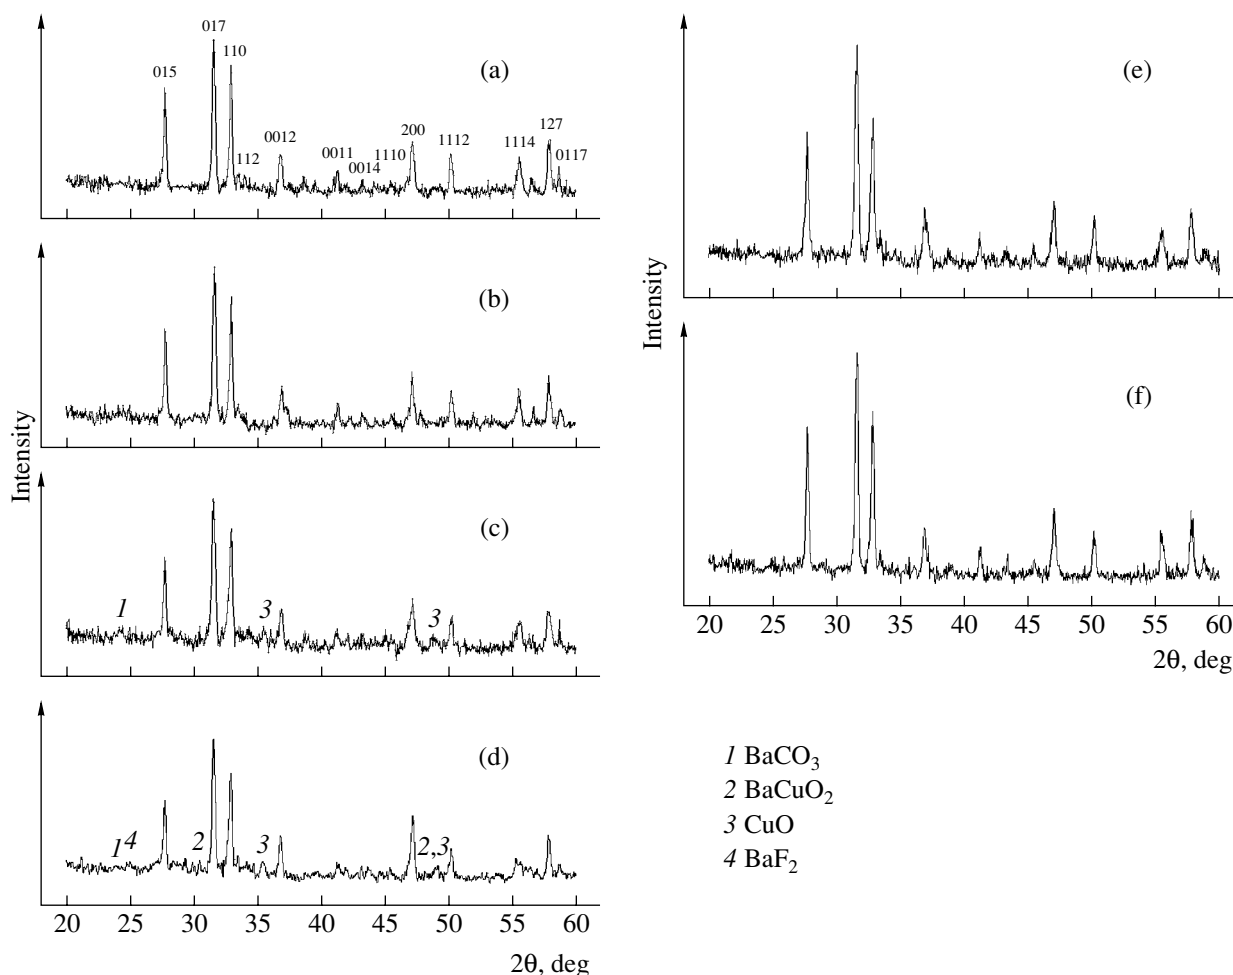 Intensity
017
110
015
0012
112
0011
0014
1110
200
1112
1114
127
0117
(a)
(b)
(c)
1
3
3
(d)
1 4
2
3
2,3
20 25 30 35 40 45 50 55 60
2θ, deg
Intensity
(e)
(f)
20 25 30 35 40 45 50 55 60
2θ, deg
1 BaCO₃
2 BaCuO₂
3 CuO
4 BaF₂